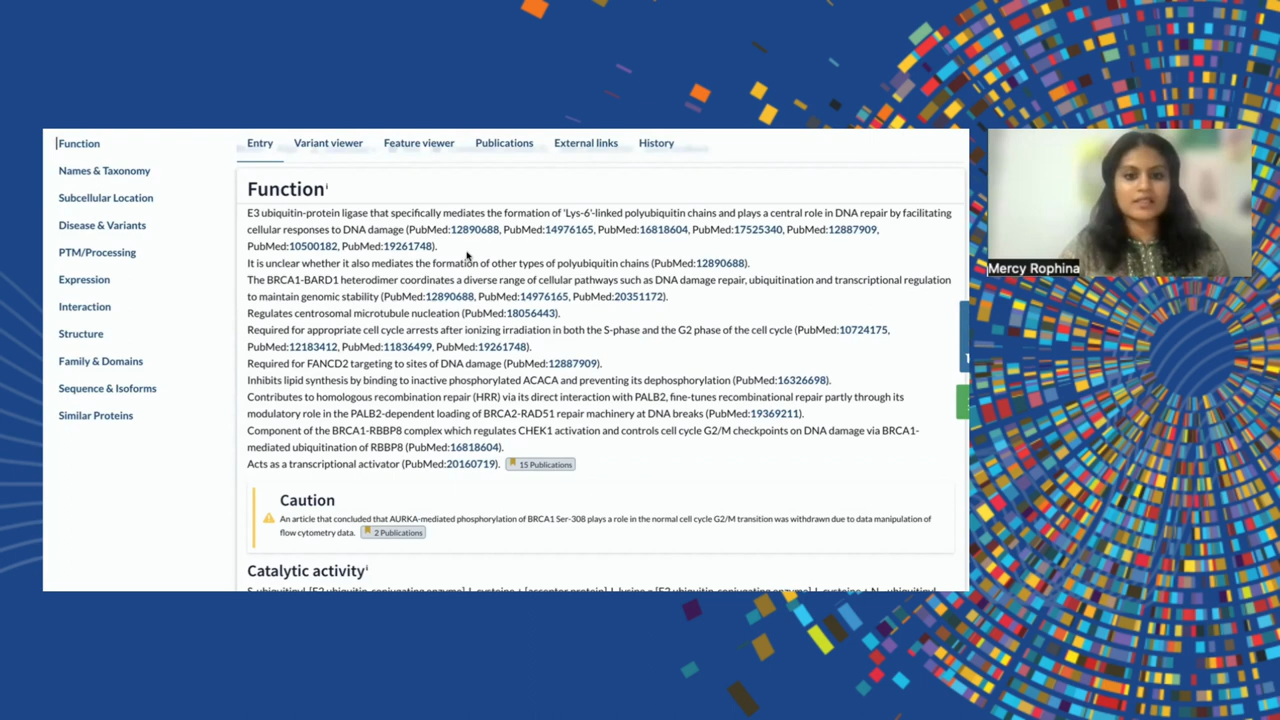 Function
Names & Taxonomy
Subcellular Location
Disease & Variants
PTM/Processing
Expression
Interaction
Structure
Family & Domains
Sequence & Isoforms
Similar Proteins
Entry Variant viewer Feature viewer Publications External links History
Function i
E3 ubiquitin-protein ligase that specifically mediates the formation of 'Lys-6'-linked polyubiquitin chains and plays a central role in DNA repair by facilitating
cellular responses to DNA damage (PubMed:12890688, PubMed:14976165, PubMed:16818604, PubMed:17525340, PubMed:12887909,
PubMed:10500182, PubMed:19261748).
It is unclear whether it also mediates the formation of other types of polyubiquitin chains (PubMed:12890688).
The BRCA1-BARD1 heterodimer coordinates a diverse range of cellular pathways such as DNA damage repair, ubiquitination and transcriptional regulation
to maintain genomic stability (PubMed:12890688, PubMed:14976165, PubMed:20351172).
Regulates centrosomal microtubule nucleation (PubMed:18056443).
Required for appropriate cell cycle arrests after ionizing irradiation in both the S-phase and the G2 phase of the cell cycle (PubMed:10724175,
PubMed:12183412, PubMed:11836499, PubMed:19261748).
Required for FANCD2 targeting to sites of DNA damage (PubMed:12887909).
Inhibits lipid synthesis by binding to inactive phosphorylated ACACA and preventing its dephosphorylation (PubMed:16326698).
Contributes to homologous recombination repair (HRR) via its direct interaction with PALB2, fine-tunes recombinational repair partly through its
modulatory role in the PALB2-dependent loading of BRCA2-RAD51 repair machinery at DNA breaks (PubMed:19369211).
Component of the BRCA1-RBBP8 complex which regulates CHEK1 activation and controls cell cycle G2/M checkpoints on DNA damage via BRCA1-
mediated ubiquitination of RBBP8 (PubMed:16818604).
Acts as a transcriptional activator (PubMed:20160719). 15 Publications
Caution
An article that concluded that AURKA-mediated phosphorylation of BRCA1 Ser-308 plays a role in the normal cell cycle G2/M transition was withdrawn due to data manipulation of
flow cytometry data. 2 Publications
Catalytic activity i
Mercy Rophina